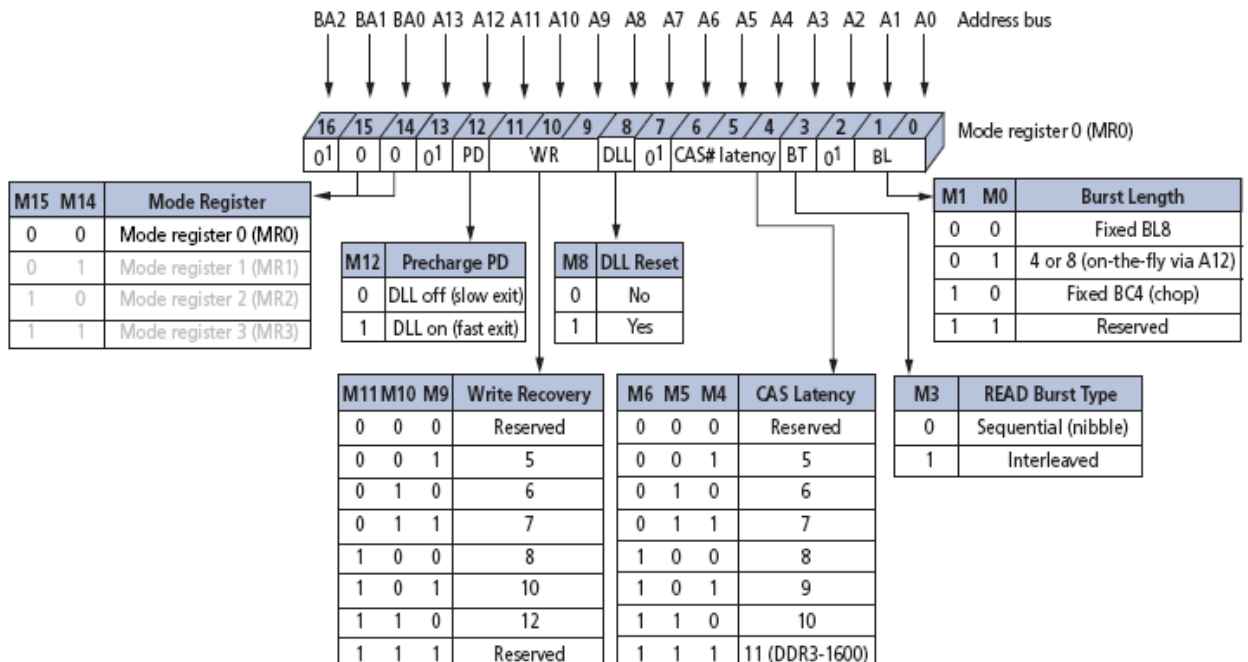 BA2 BA1 BA0 A13 A12 A11 A10 A9 A8 A7 A6 A5 A4 A3 A2 A1 A0 Address bus
16 15 14 13 12 11 10 9 8 7 6 5 4 3 2 1 0 Mode register 0 (MR0)
0¹ 0 0 0¹ PD WR DLL 0¹ CAS# latency BT 0¹ BL
M15 M14 Mode Register
0 0 Mode register 0 (MR0)
0 1 Mode register 1 (MR1)
1 0 Mode register 2 (MR2)
1 1 Mode register 3 (MR3)
M12 Precharge PD
0 DLL off (slow exit)
1 DLL on (fast exit)
M8 DLL Reset
0 No
1 Yes
M1 M0 Burst Length
0 0 Fixed BL8
0 1 4 or 8 (on-the-fly via A12)
1 0 Fixed BC4 (chop)
1 1 Reserved
M11 M10 M9 Write Recovery
0 0 0 Reserved
0 0 1 5
0 1 0 6
0 1 1 7
1 0 0 8
1 0 1 10
1 1 0 12
1 1 1 Reserved
M6 M5 M4 CAS Latency
0 0 0 Reserved
0 0 1 5
0 1 0 6
0 1 1 7
1 0 0 8
1 0 1 9
1 1 0 10
1 1 1 11 (DDR3-1600)
M3 READ Burst Type
0 Sequential (nibble)
1 Interleaved